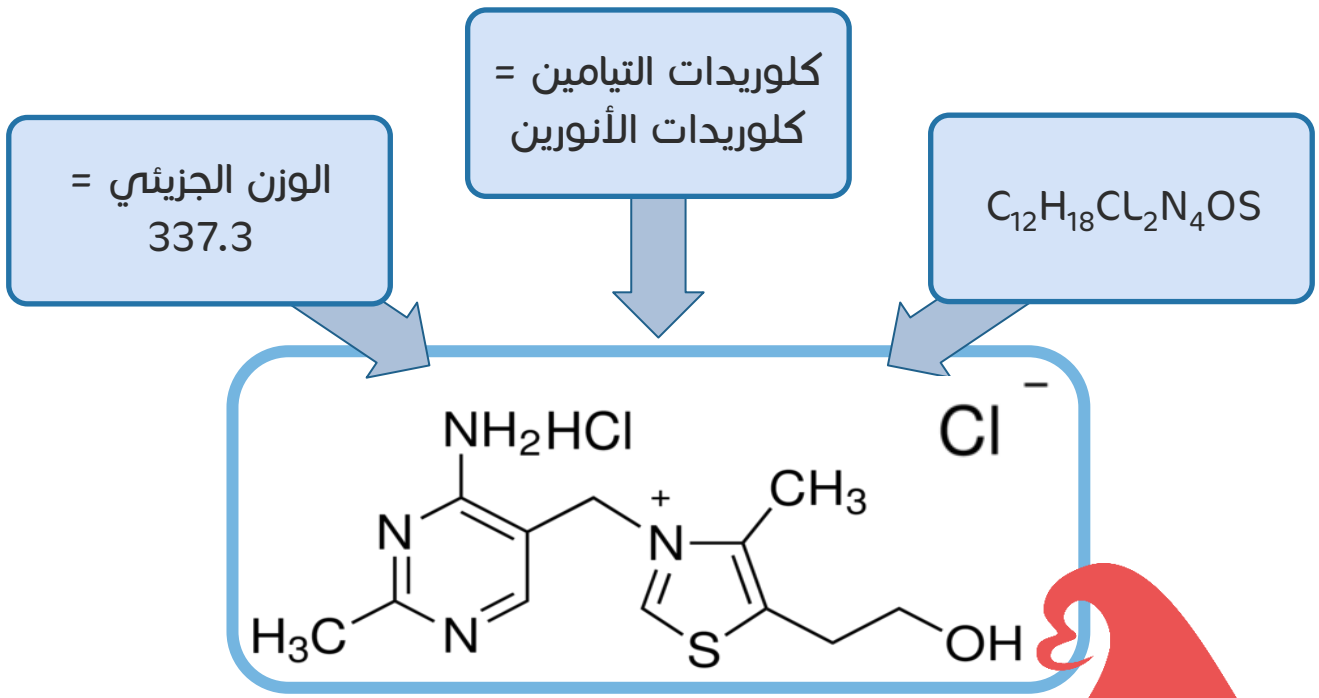 كلوريدات التيامين =
كلوريدات الأنورين
C₁₂H₁₈CL₂N₄OS
الوزن الجزيئي =
337.3
Cl⁻
NH₂HCl
CH₃
+
N
N
H₃C
N
S
OH